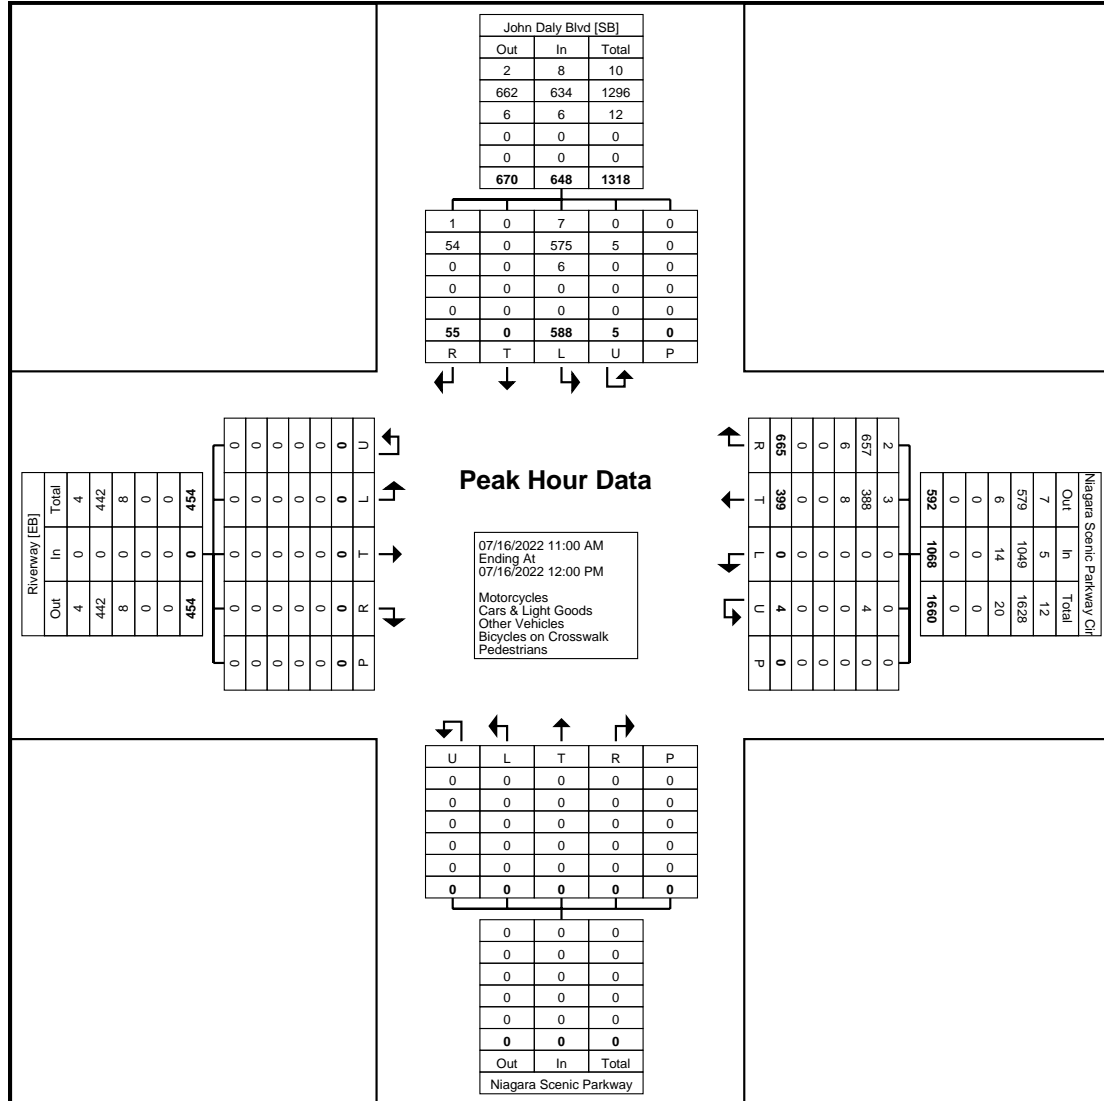 John Daly Blvd [SB]
Out In Total
2 8 10
662 634 1296
6 6 12
0 0 0
0 0 0
670 648 1318
1 0 7 0 0
54 0 575 5 0
0 0 6 0 0
0 0 0 0 0
0 0 0 0 0
55 0 588 5 0
R T L U P
Riverway [EB]
Out In Total
4 0 4
442 0 442
8 0 8
0 0 0
0 0 0
454 0 454
0 0 0 0 0
0 0 0 0 0
0 0 0 0 0
0 0 0 0 0
0 0 0 0 0
0 0 0 0 0
U L T R P
Peak Hour Data
07/16/2022 11:00 AM
Ending At
07/16/2022 12:00 PM
Motorcycles
Cars & Light Goods
Other Vehicles
Bicycles on Crosswalk
Pedestrians
Niagara Scenic Parkway Cir
Out In Total
7 5 12
579 1049 1628
6 14 20
0 0 0
0 0 0
592 1068 1660
2 3 0 0 0
657 388 0 4 0
6 8 0 0 0
0 0 0 0 0
0 0 0 0 0
665 399 0 4 0
R T L U P
U L T R P
0 0 0 0 0
0 0 0 0 0
0 0 0 0 0
0 0 0 0 0
0 0 0 0 0
0 0 0 0 0
0 0 0
0 0 0
0 0 0
0 0 0
0 0 0
0 0 0
Out In Total
Niagara Scenic Parkway